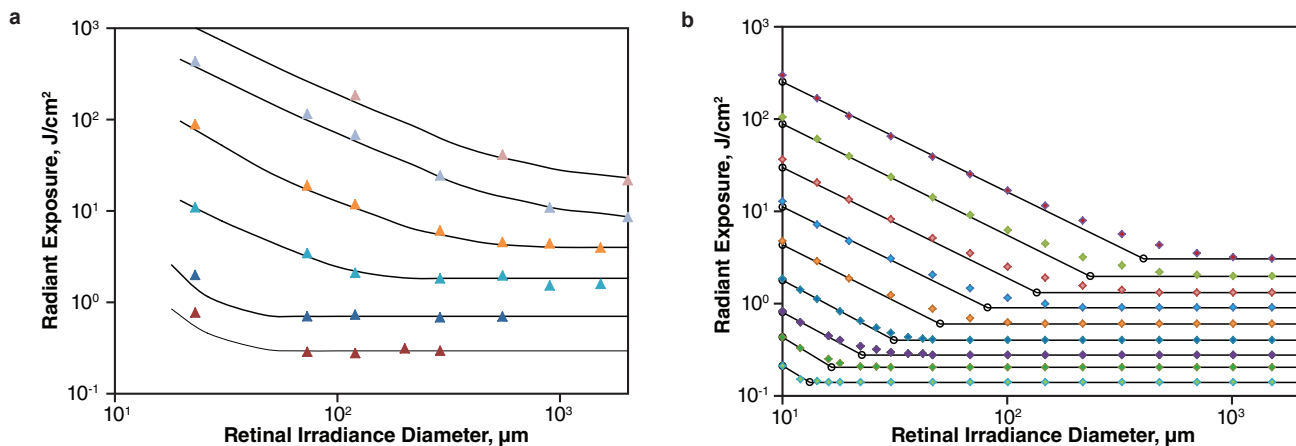 a
Radiant Exposure, J/cm²
10³
10²
10¹
10⁰
10⁻¹
10¹
10²
10³
Retinal Irradiance Diameter, µm
b
Radiant Exposure, J/cm²
10³
10²
10¹
10⁰
10⁻¹
10¹
10²
10³
Retinal Irradiance Diameter, µm